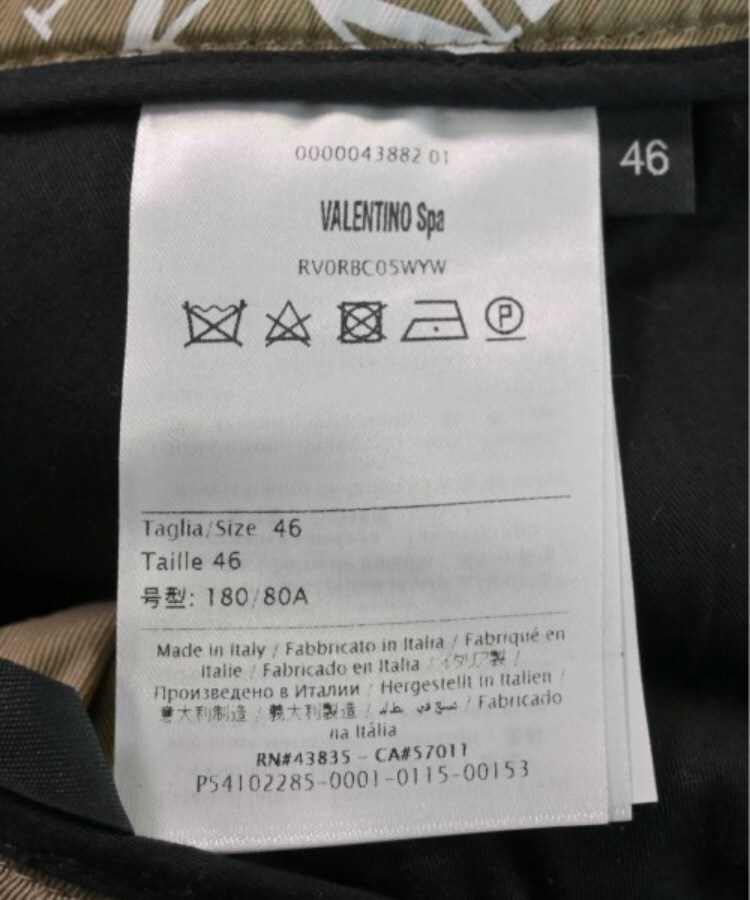 0000043882 01
46
VALENTINO Spa
RV0RBC05WYW
P
Taglia/Size 46
Taille 46
号型: 180/80A
Made in Italy / Fabbricato in Italia / Fabriqué en
Italie / Fabricado en Italia / イタリア製 /
Произведено в Италии / Hergestellt in Italien /
意大利制造 / 義大利製造 / / Fabricado
na Itália
RN#43835 - CA#57011
P54102285-0001-0115-00153